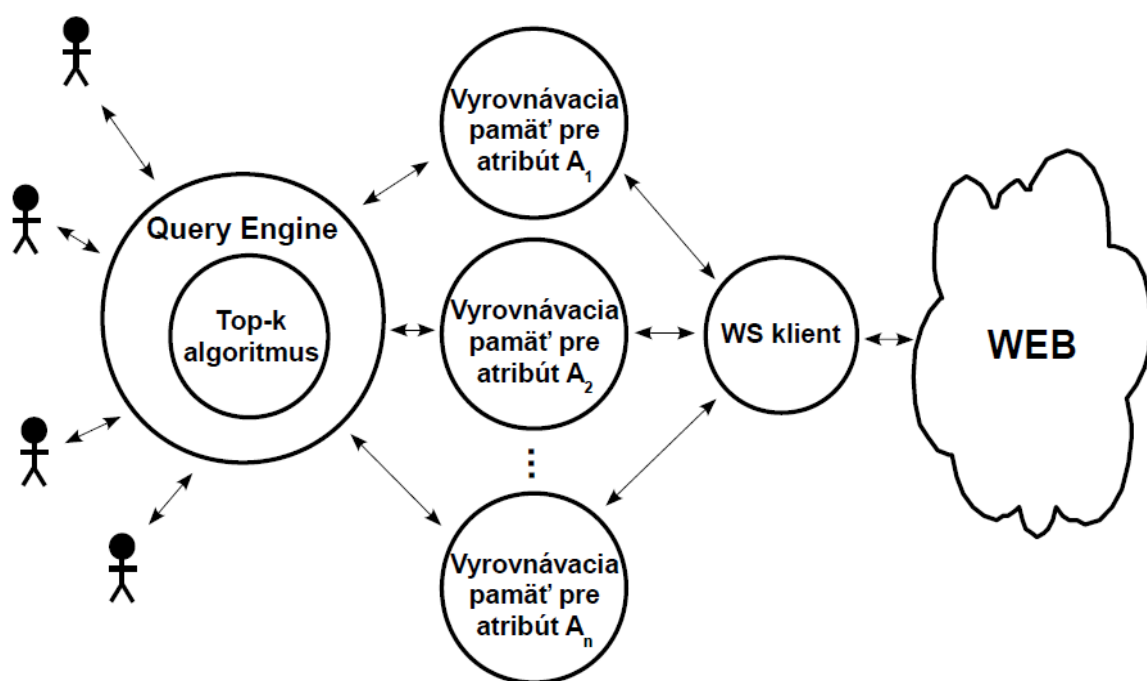 Query Engine
Top-k
algoritmus
Vyrovnávacia
pamäť pre
atribút A₁
Vyrovnávacia
pamäť pre
atribút A₂
⋮
Vyrovnávacia
pamäť pre
atribút Aₙ
WS klient
WEB